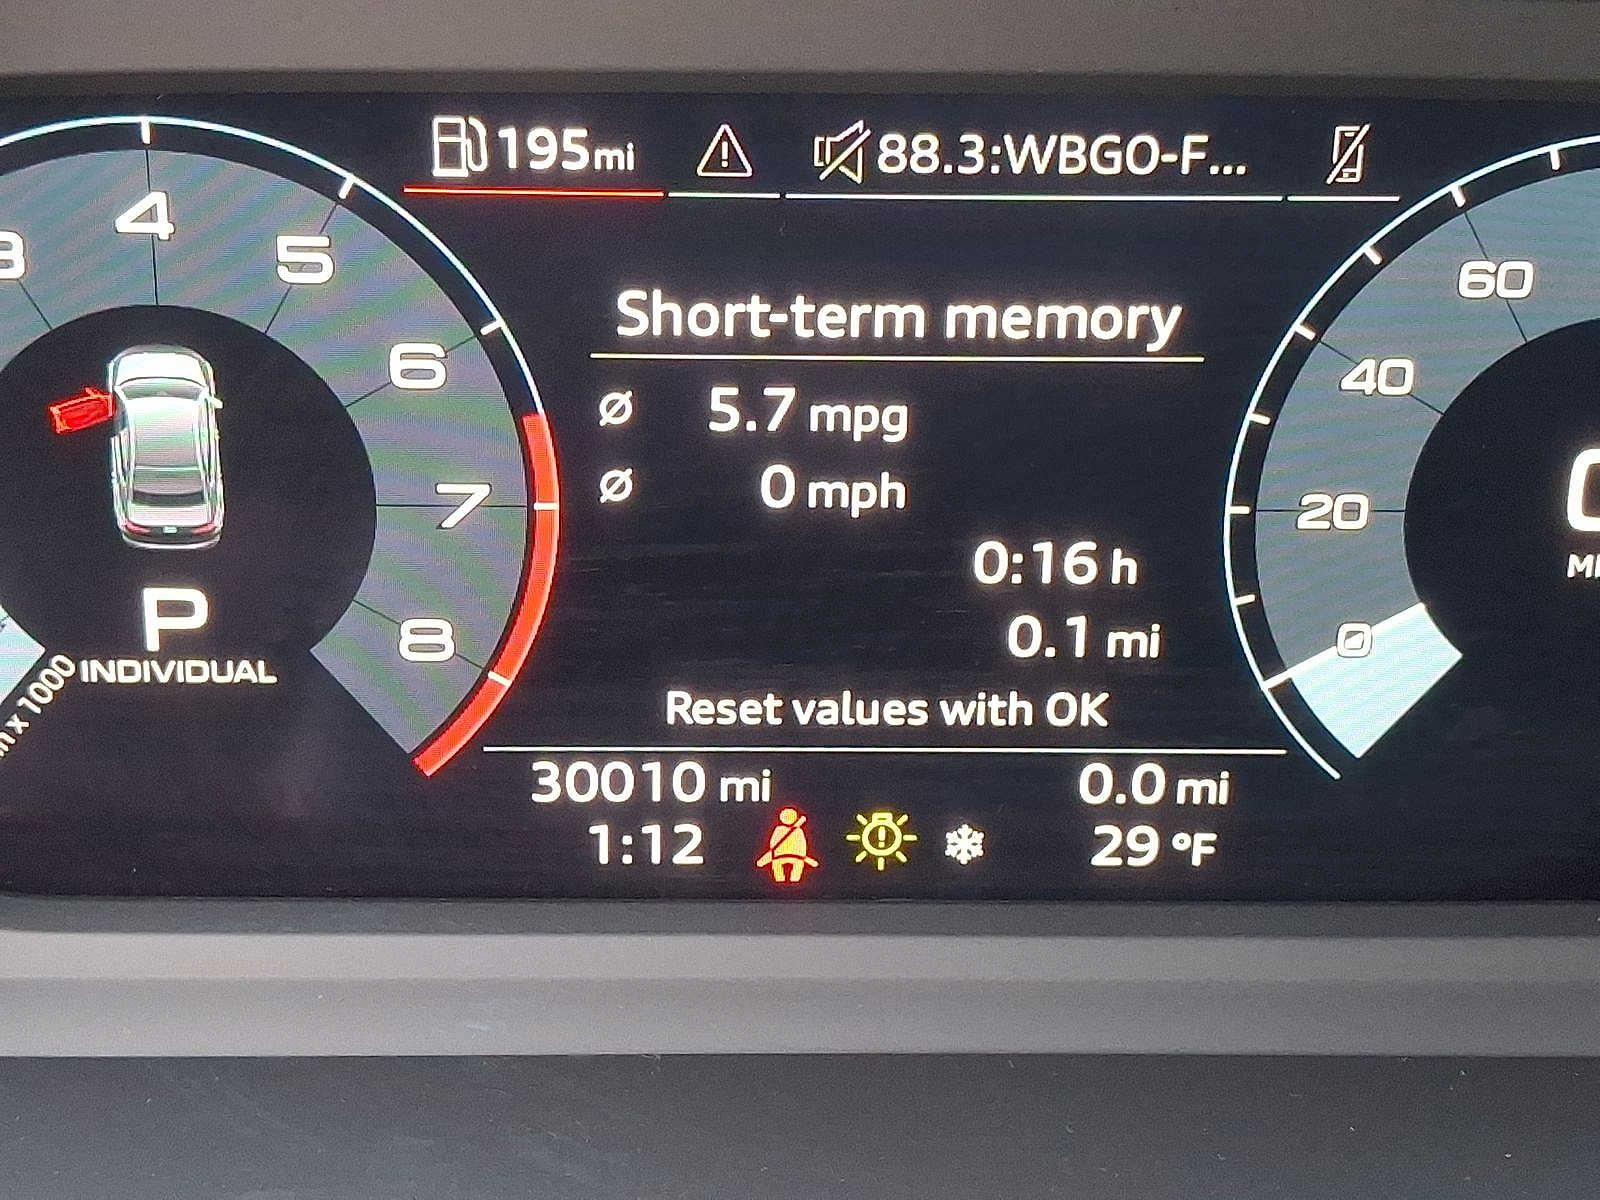 195mi
88.3:WBGO-F...
3
4
5
6
7
8
x 1000
P
INDIVIDUAL
Short-term memory
Ø 5.7 mpg
Ø 0 mph
0:16 h
0.1 mi
Reset values with OK
30010 mi
0.0 mi
1:12
29 °F
60
40
20
0